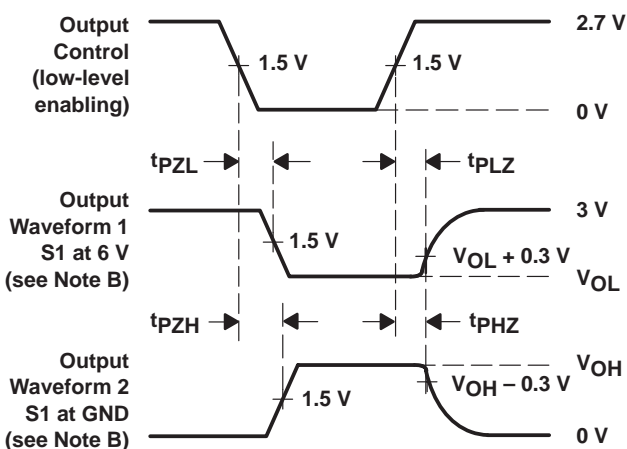 Output
Control
(low-level
enabling)
2.7 V
1.5 V
1.5 V
0 V
tPZL
tPLZ
Output
Waveform 1
S1 at 6 V
(see Note B)
3 V
1.5 V
VOL + 0.3 V
VOL
tPZH
tPHZ
Output
Waveform 2
S1 at GND
(see Note B)
VOH
1.5 V
VOH − 0.3 V
0 V